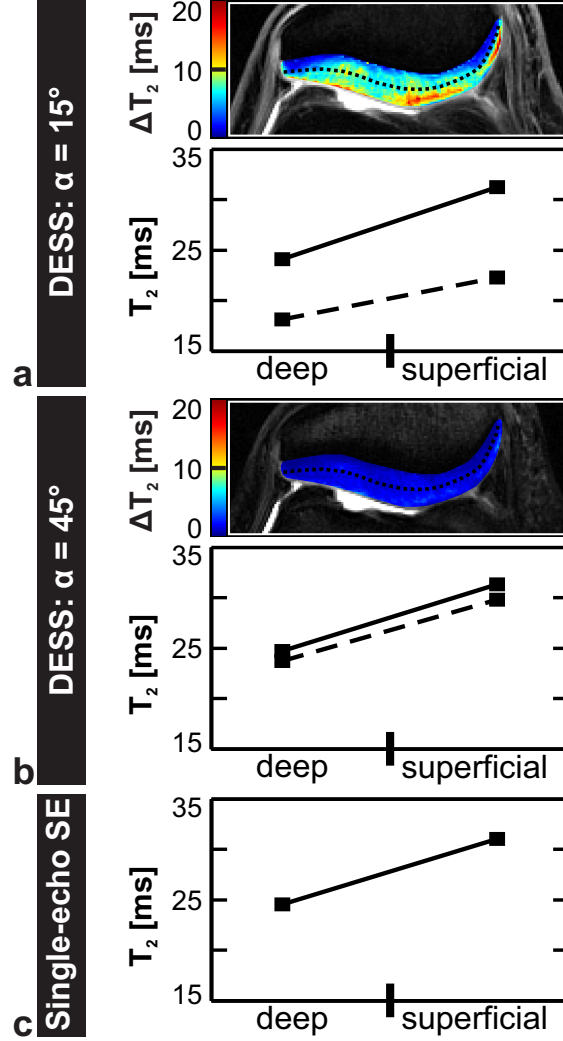 a
DESS: α = 15°
ΔT₂ [ms]
20
10
0
T₂ [ms]
35
25
15
deep
superficial
b
DESS: α = 45°
ΔT₂ [ms]
20
10
0
T₂ [ms]
35
25
15
deep
superficial
c
Single-echo SE
T₂ [ms]
35
25
15
deep
superficial